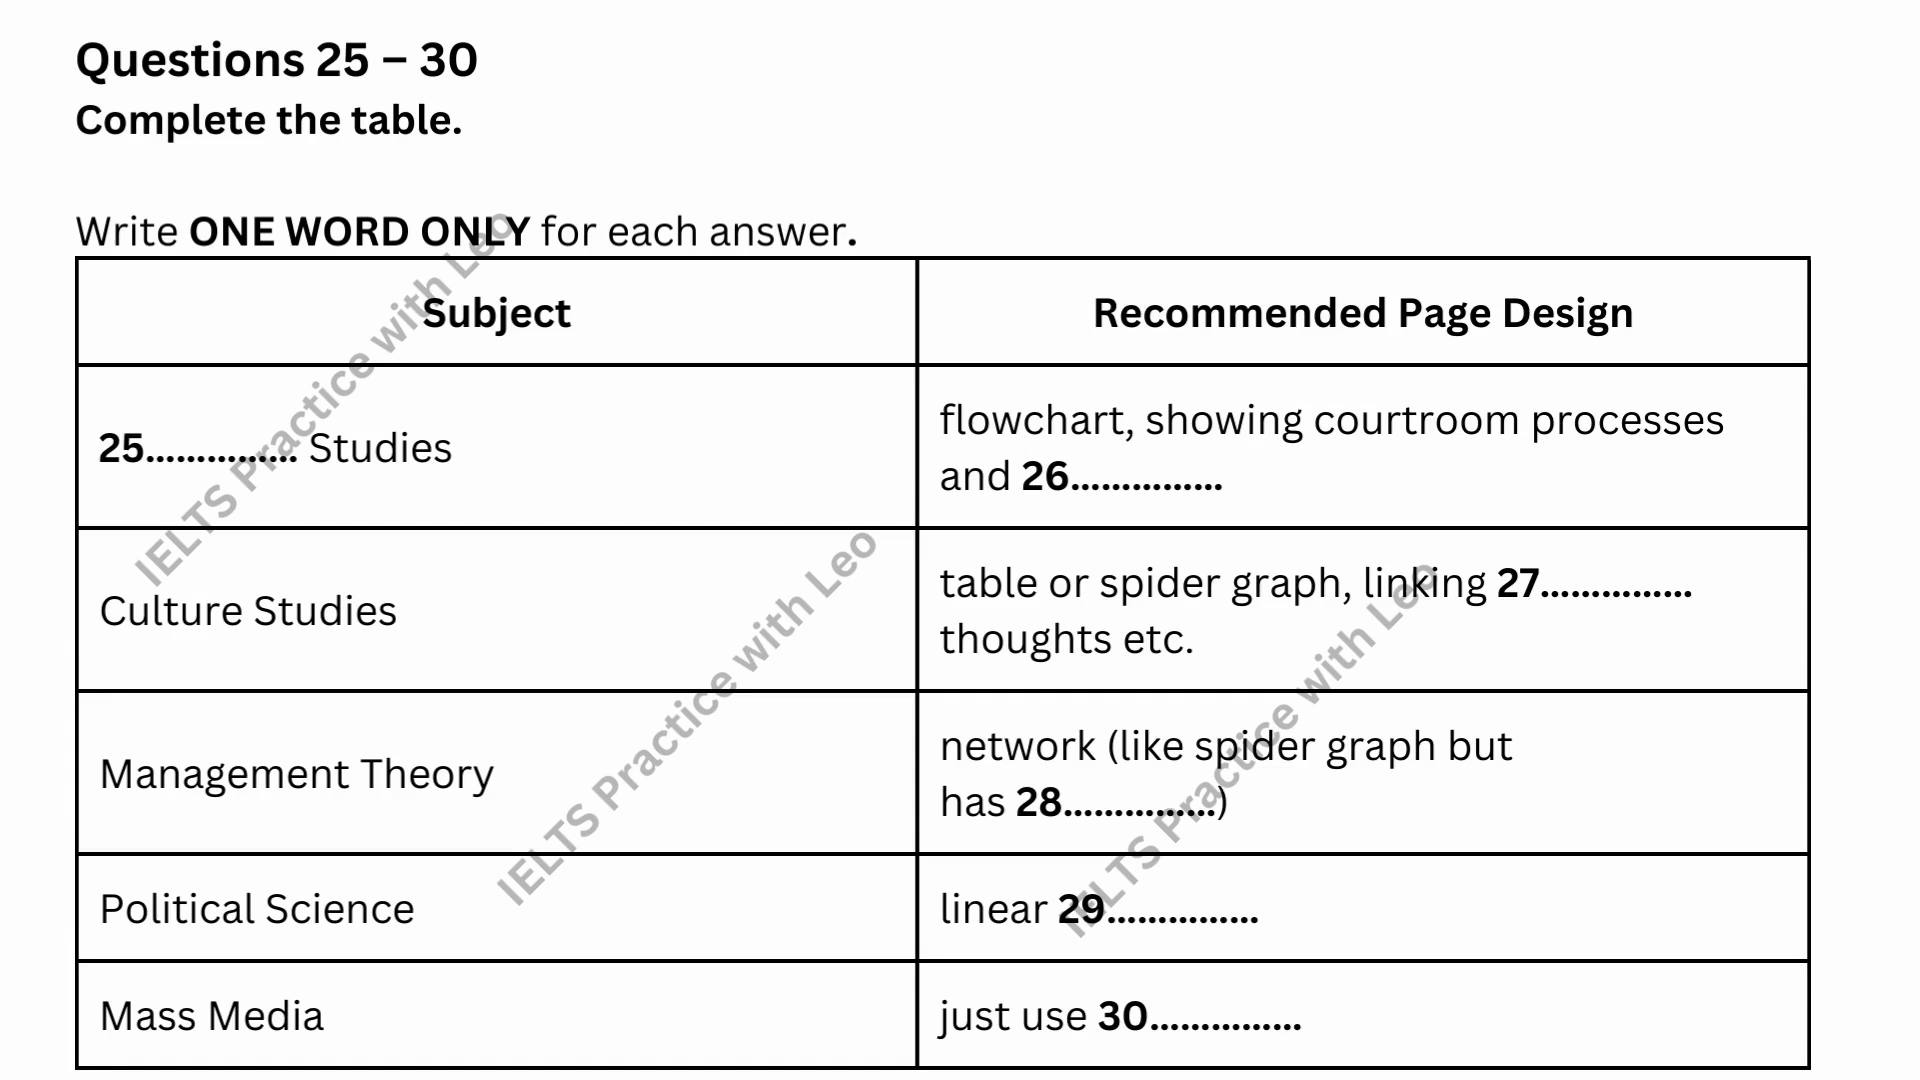 Questions 25 – 30
Complete the table.
Write ONE WORD ONLY for each answer.
Subject
Recommended Page Design
25............... Studies
flowchart, showing courtroom processes
and 26...............
Culture Studies
table or spider graph, linking 27...............
thoughts etc.
Management Theory
network (like spider graph but
has 28...............)
Political Science
linear 29...............
Mass Media
just use 30...............
IELTS Practice with Leo
IELTS Practice with Leo
IELTS Practice with Leo